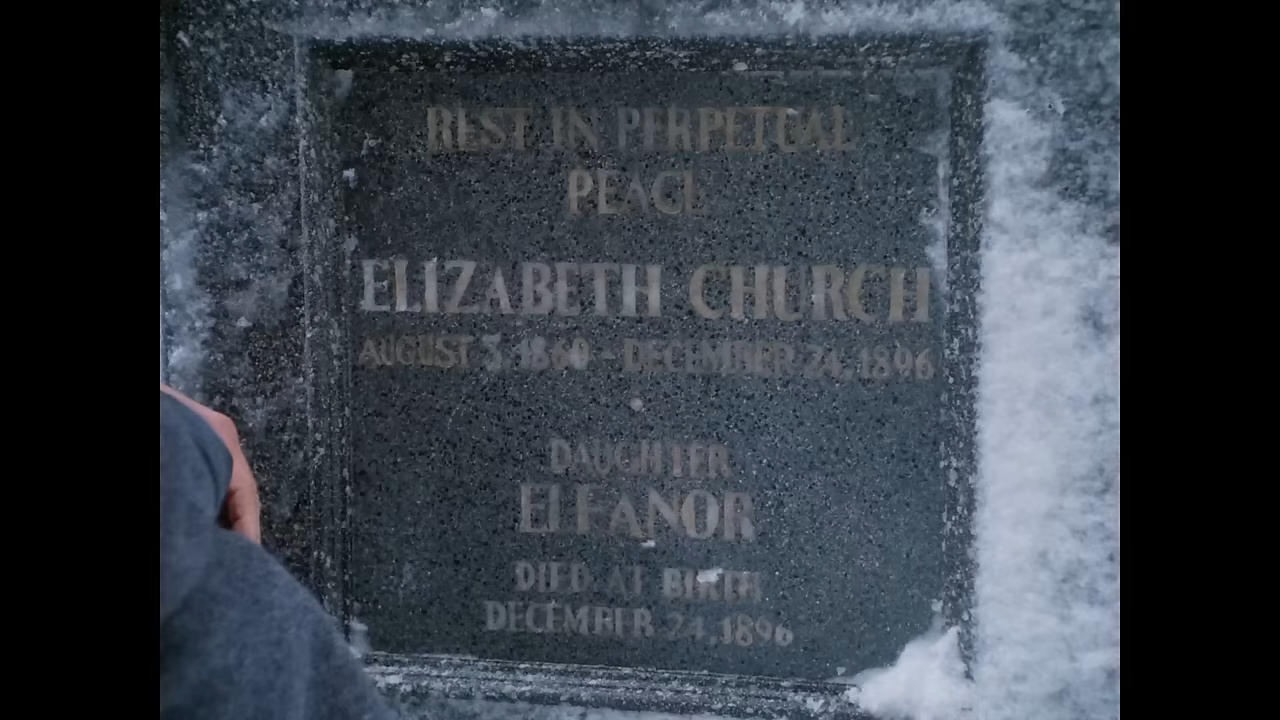 REST IN PERPETUAL
PEACE
ELIZABETH CHURCH
AUGUST 3, 1860 - DECEMBER 24, 1896
DAUGHTER
ELEANOR
DIED AT BIRTH
DECEMBER 24, 1896